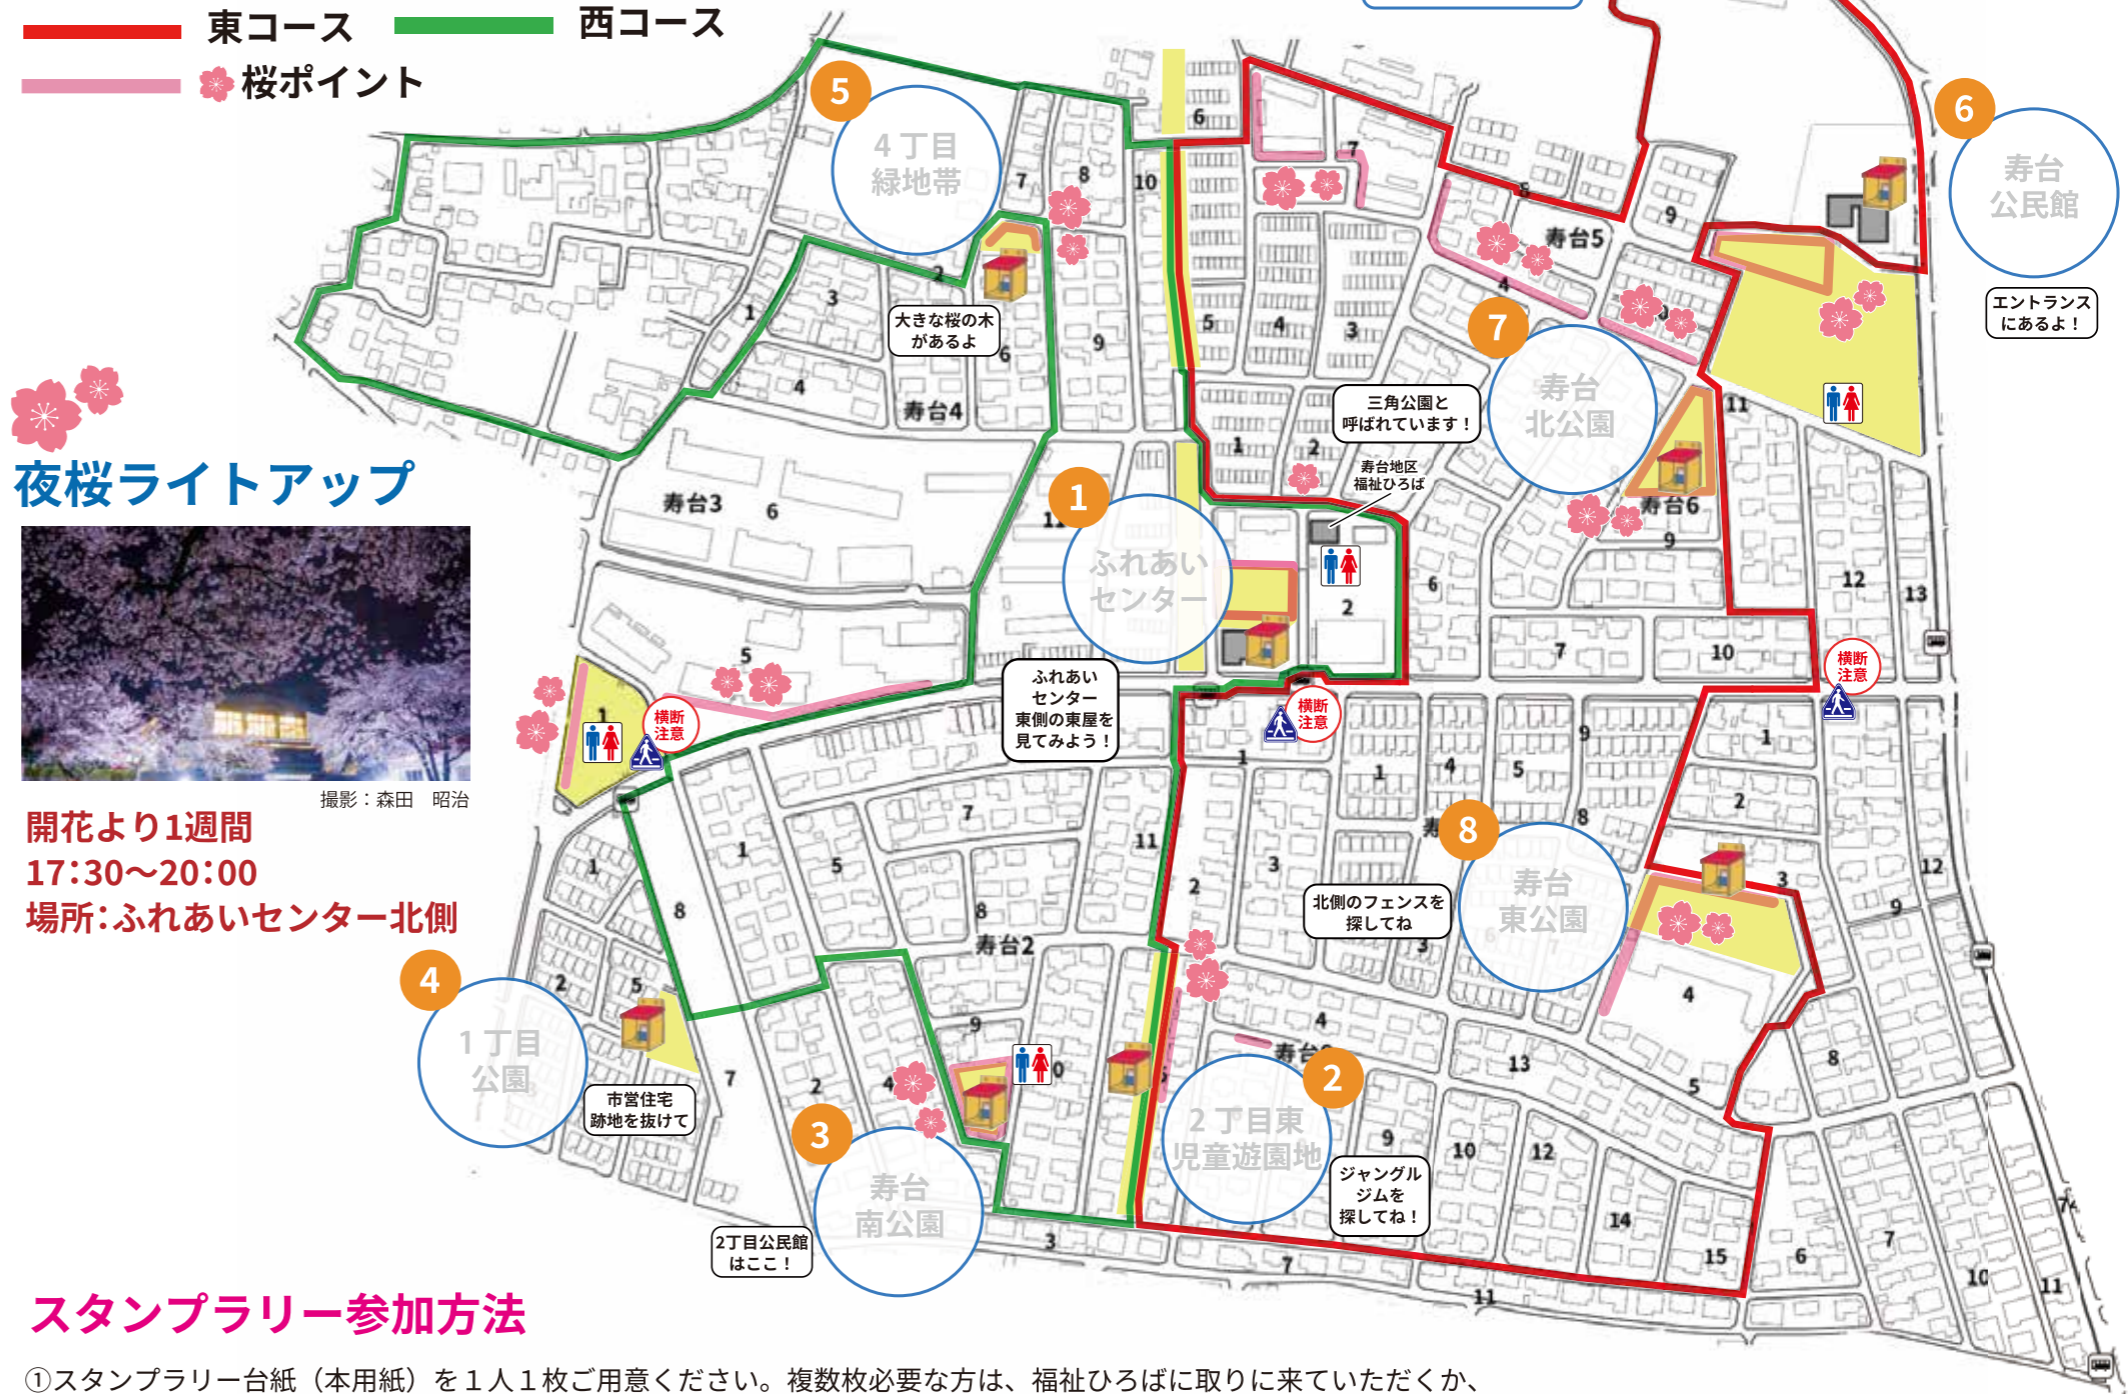 東コース
西コース
桜ポイント
5
4丁目
緑地帯
6
寿台
公民館
エントランス
にあるよ！
大きな桜の木
があるよ
寿台4
寿台5
7
寿台
北公園
三角公園と
呼ばれています！
寿台地区
福祉ひろば
寿台6
寿台3
1
ふれあい
センター
ふれあい
センター
東側の東屋を
見てみよう！
横断
注意
横断
注意
横断
注意
夜桜ライトアップ
撮影：森田　昭治
開花より1週間
17：30～20：00
場所：ふれあいセンター北側
8
寿台
東公園
北側のフェンスを
探してね
寿台2
4
1丁目
公園
市営住宅
跡地を抜けて
3
寿台
南公園
2丁目公民館
はここ！
2
2丁目東
児童遊園地
ジャングル
ジムを
探してね！
スタンプラリー参加方法
①スタンプラリー台紙（本用紙）を１人１枚ご用意ください。複数枚必要な方は、福祉ひろばに取りに来ていただくか、